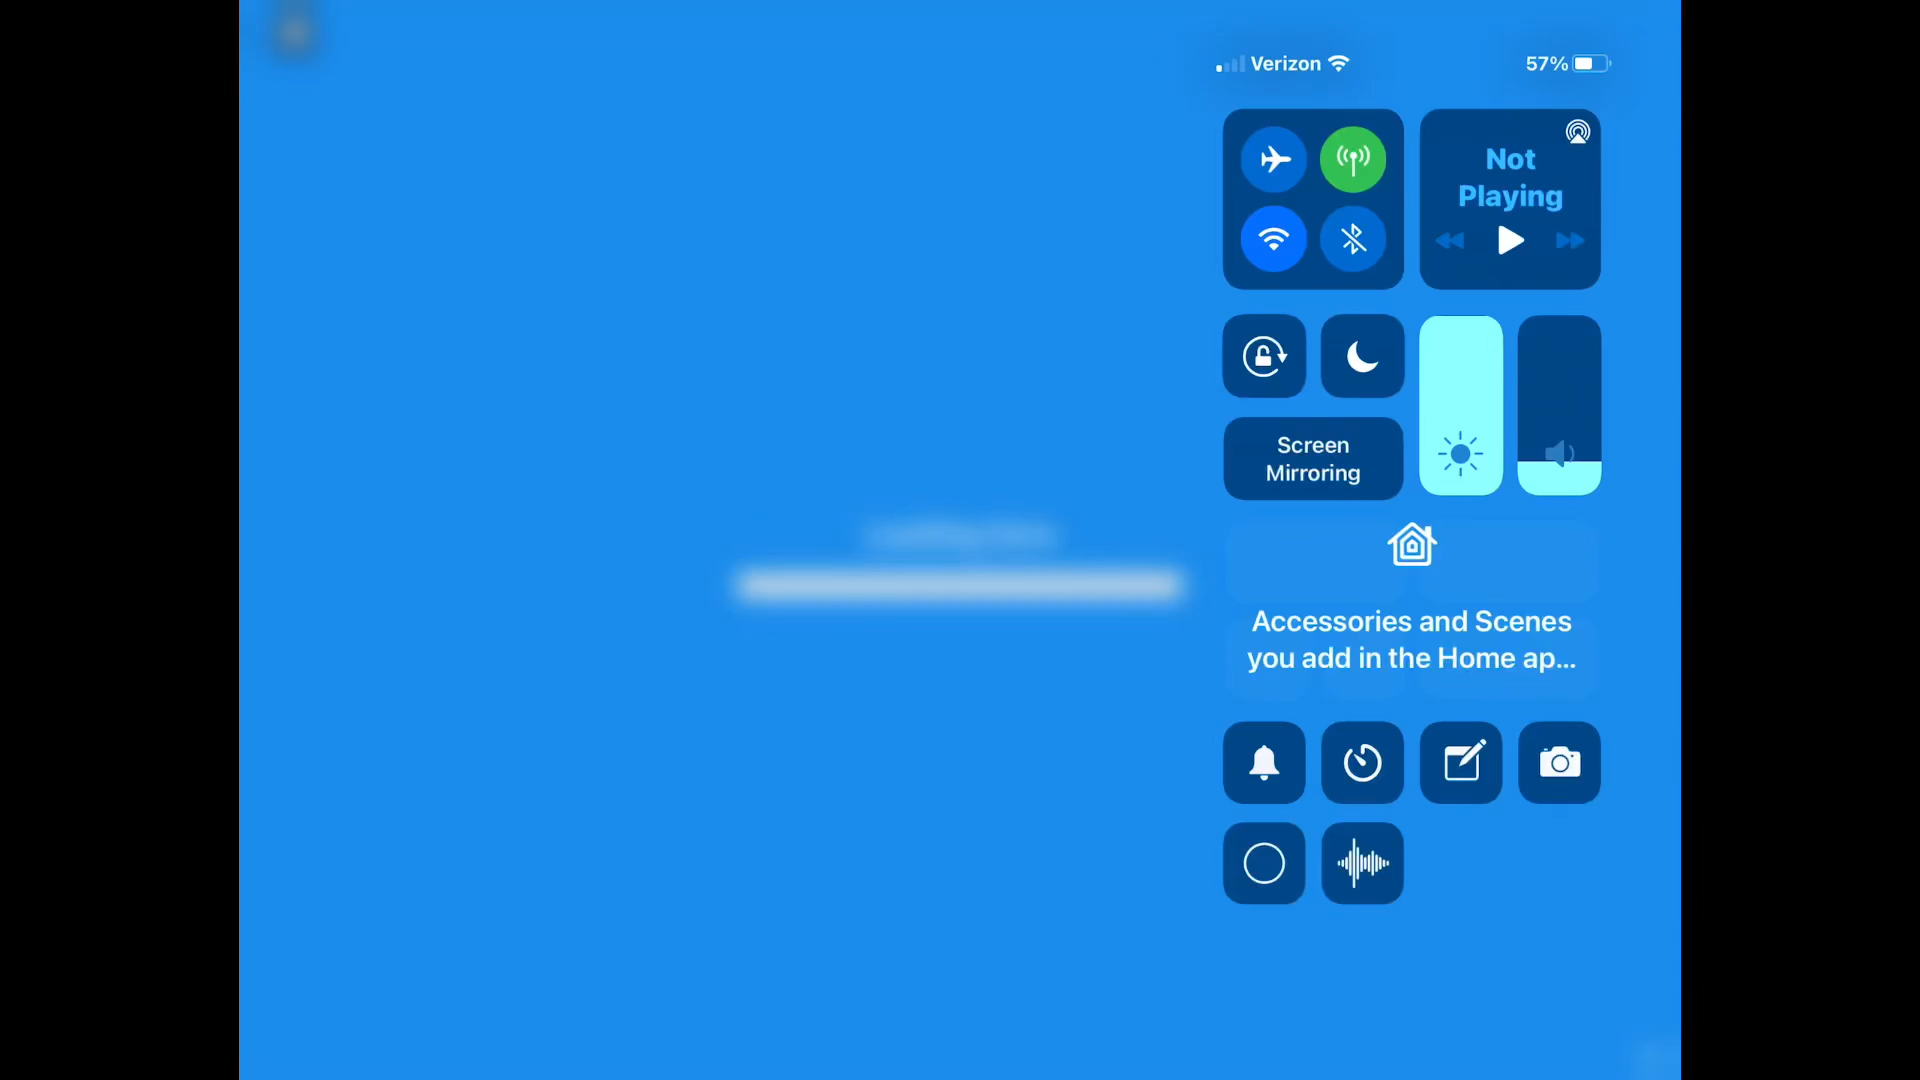 Verizon
57%
Not
Playing
Screen
Mirroring
Accessories and Scenes
you add in the Home ap...